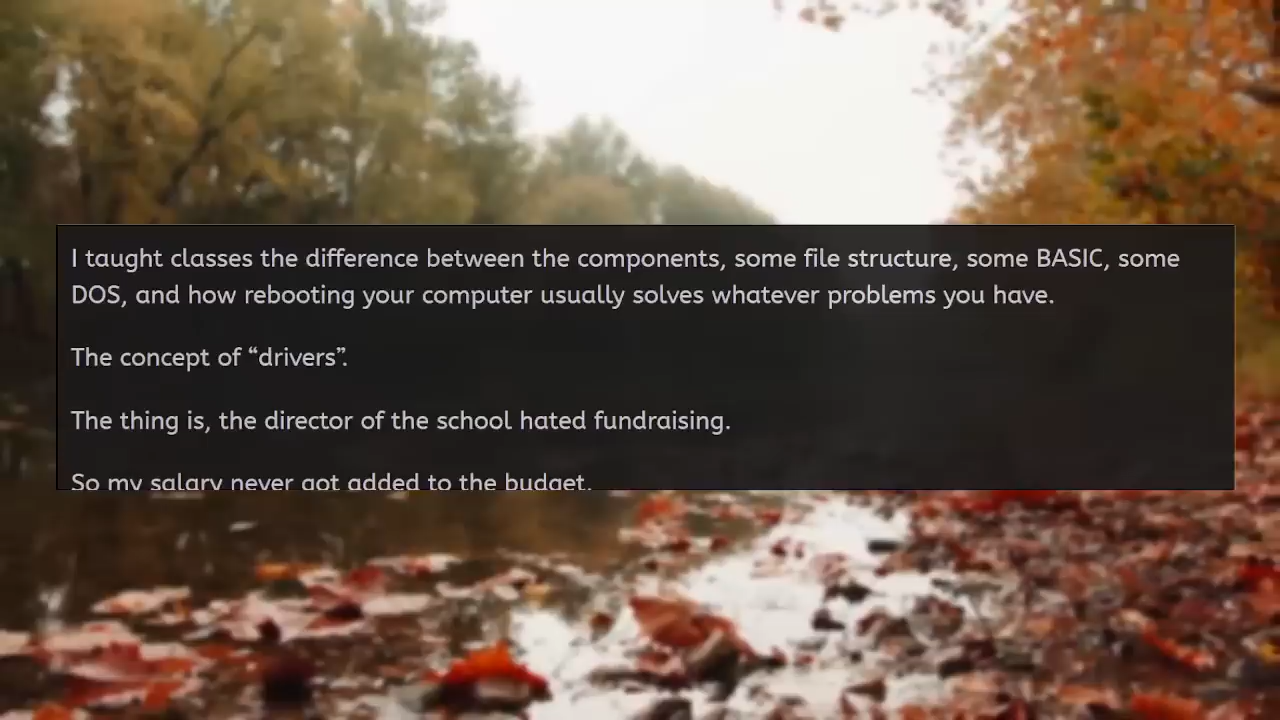 I taught classes the difference between the components, some file structure, some BASIC, some
DOS, and how rebooting your computer usually solves whatever problems you have.
The concept of “drivers”.
The thing is, the director of the school hated fundraising.
So my salary never got added to the budget.